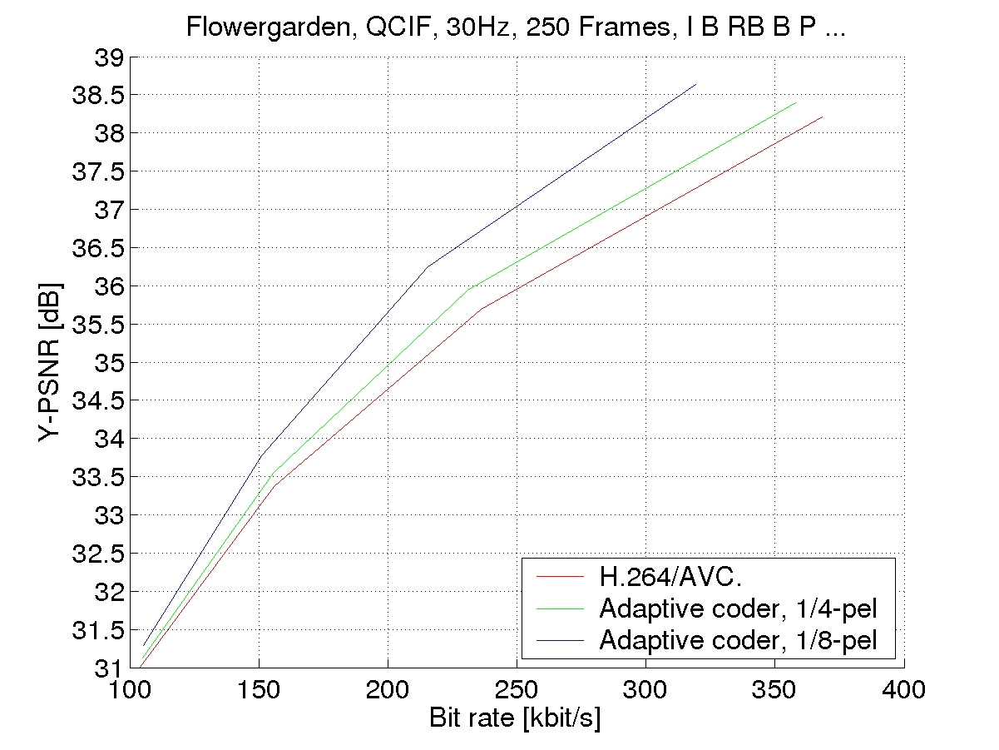 Flowergarden, QCIF, 30Hz, 250 Frames, I B RB B P ...
39
38.5
38
37.5
37
36.5
36
35.5
35
34.5
34
33.5
33
32.5
32
31.5
31
Y-PSNR [dB]
H.264/AVC.
Adaptive coder, 1/4-pel
Adaptive coder, 1/8-pel
100 150 200 250 300 350 400
Bit rate [kbit/s]